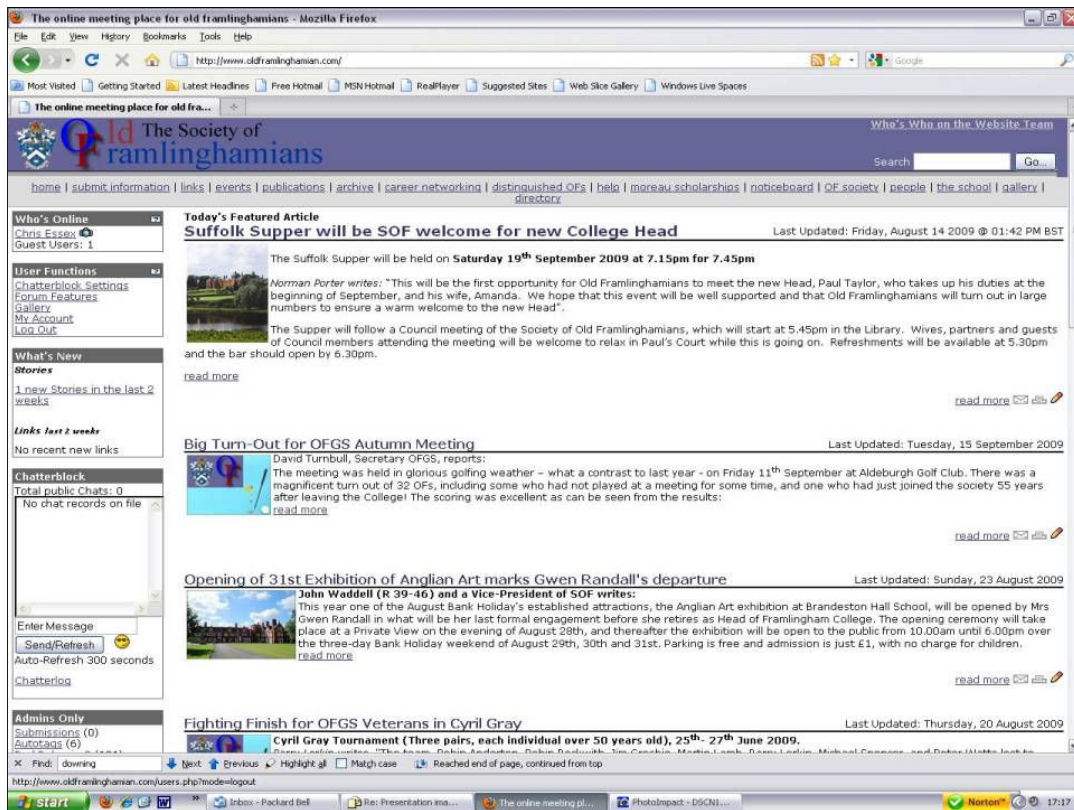 The online meeting place for old framlinghamians - Mozilla Firefox
File Edit View History Bookmarks Tools Help
http://www.oldframlinghamian.com/
Google
Most Visited Getting Started Latest Headlines Free Hotmail MSN Hotmail RealPlayer Suggested Sites Web Slice Gallery Windows Live Spaces
The online meeting place for old fra...
Old The Society of
Framlinghamians
Who's Who on the Website Team
Search Go...
home | submit information | links | events | publications | archive | career networking | distinguished OFs | help | moreau scholarships | noticeboard | OF society | people | the school | gallery |
directory
Who's Online
Chris Essex
Guest Users: 1
User Functions
Chatterblock Settings
Forum Features
Gallery
My Account
Log Out
What's New
Stories
1 new Stories in the last 2
weeks
Links last 2 weeks
No recent new links
Chatterblock
Total public Chats: 0
No chat records on file
Enter Message
Send/Refresh
Auto-Refresh 300 seconds
Chatterlog
Admins Only
Submissions (0)
Autotags (6)
Today's Featured Article
Suffolk Supper will be SOF welcome for new College Head
Last Updated: Friday, August 14 2009 @ 01:42 PM BST
The Suffolk Supper will be held on Saturday 19th September 2009 at 7.15pm for 7.45pm
Norman Porter writes: "This will be the first opportunity for Old Framlinghamians to meet the new Head, Paul Taylor, who takes up his duties at the
beginning of September, and his wife, Amanda. We hope that this event will be well supported and that Old Framlinghamians will turn out in large
numbers to ensure a warm welcome to the new Head".
The Supper will follow a Council meeting of the Society of Old Framlinghamians, which will start at 5.45pm in the Library. Wives, partners and guests
of Council members attending the meeting will be welcome to relax in Paul's Court while this is going on. Refreshments will be available at 5.30pm
and the bar should open by 6.30pm.
read more
read more
Big Turn-Out for OFGS Autumn Meeting
Last Updated: Tuesday, 15 September 2009
David Turnbull, Secretary OFGS, reports:
The meeting was held in glorious golfing weather – what a contrast to last year - on Friday 11th September at Aldeburgh Golf Club. There was a
magnificent turn out of 32 OFs, including some who had not played at a meeting for some time, and one who had just joined the society 55 years
after leaving the College! The scoring was excellent as can be seen from the results:
read more
read more
Opening of 31st Exhibition of Anglian Art marks Gwen Randall's departure
Last Updated: Sunday, 23 August 2009
John Waddell (R 39-46) and a Vice-President of SOF writes:
This year one of the August Bank Holiday's established attractions, the Anglian Art exhibition at Brandeston Hall School, will be opened by Mrs
Gwen Randall in what will be her last formal engagement before she retires as Head of Framlingham College. The opening ceremony will take
place at a Private View on the evening of August 28th, and thereafter the exhibition will be open to the public from 10.00am until 6.00pm over
the three-day Bank Holiday weekend of August 29th, 30th and 31st. Parking is free and admission is just £1, with no charge for children.
read more
read more
Fighting Finish for OFGS Veterans in Cyril Gray
Last Updated: Thursday, 20 August 2009
Cyril Gray Tournament (Three pairs, each individual over 50 years old), 25th- 27th June 2009.
Find: downing Next Previous Highlight all Match case Reached end of page, continued from top
http://www.oldframlinghamian.com/users.php?mode=logout
start Inbox - Packard Bell Re: Presentation ima... The online meeting pl... PhotoImpact - DSCN1... Norton 17:17